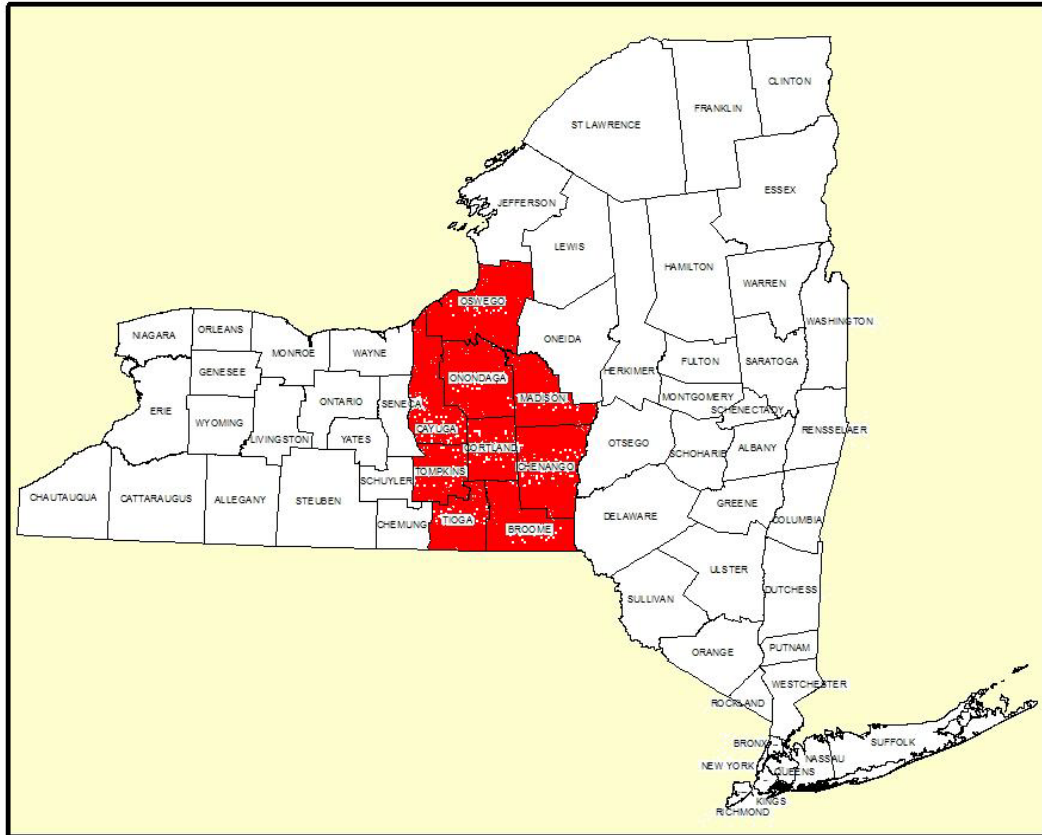 CLINTON
FRANKLIN
ST LAWRENCE
ESSEX
JEFFERSON
LEWIS
HAMILTON
WARREN
OSWEGO
WASHINGTON
NIAGARA
ORLEANS
ONEIDA
MONROE
WAYNE
FULTON
SARATOGA
GENESEE
HERKIMER
ONONDAGA
MADISON
MONTGOMERY
ONTARIO
SENECA
SCHENECTADY
ERIE
WYOMING
CAYUGA
RENSSELAER
LIVINGSTON
YATES
OTSEGO
CORTLAND
SCHOHARIE
ALBANY
CHENANGO
TOMPKINS
SCHUYLER
CHAUTAUQUA
CATTARAUGUS
ALLEGANY
STEUBEN
GREENE
DELAWARE
COLUMBIA
CHEMUNG
TIOGA
BROOME
ULSTER
DUTCHESS
SULLIVAN
PUTNAM
ORANGE
WESTCHESTER
ROCKLAND
BRONX
SUFFOLK
NASSAU
NEW YORK
QUEENS
KINGS
RICHMOND